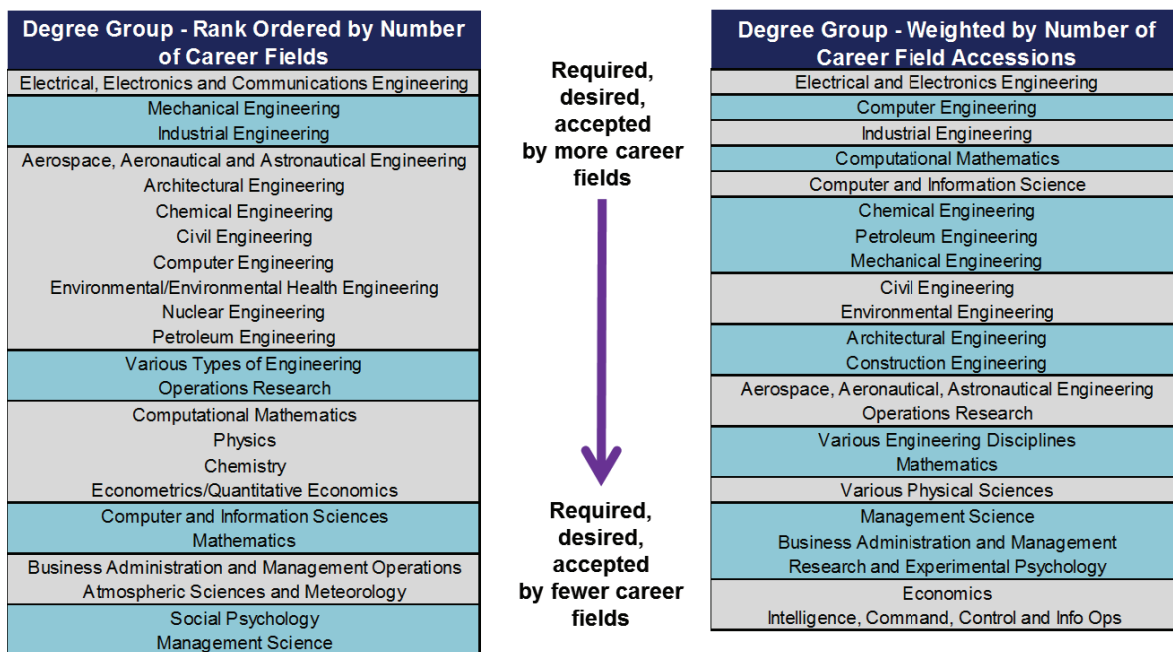 Degree Group - Rank Ordered by Number
of Career Fields
Electrical, Electronics and Communications Engineering
Mechanical Engineering
Industrial Engineering
Aerospace, Aeronautical and Astronautical Engineering
Architectural Engineering
Chemical Engineering
Civil Engineering
Computer Engineering
Environmental/Environmental Health Engineering
Nuclear Engineering
Petroleum Engineering
Various Types of Engineering
Operations Research
Computational Mathematics
Physics
Chemistry
Econometrics/Quantitative Economics
Computer and Information Sciences
Mathematics
Business Administration and Management Operations
Atmospheric Sciences and Meteorology
Social Psychology
Management Science
Required,
desired,
accepted
by more career
fields
Required,
desired,
accepted
by fewer career
fields
Degree Group - Weighted by Number of
Career Field Accessions
Electrical and Electronics Engineering
Computer Engineering
Industrial Engineering
Computational Mathematics
Computer and Information Science
Chemical Engineering
Petroleum Engineering
Mechanical Engineering
Civil Engineering
Environmental Engineering
Architectural Engineering
Construction Engineering
Aerospace, Aeronautical, Astronautical Engineering
Operations Research
Various Engineering Disciplines
Mathematics
Various Physical Sciences
Management Science
Business Administration and Management
Research and Experimental Psychology
Economics
Intelligence, Command, Control and Info Ops